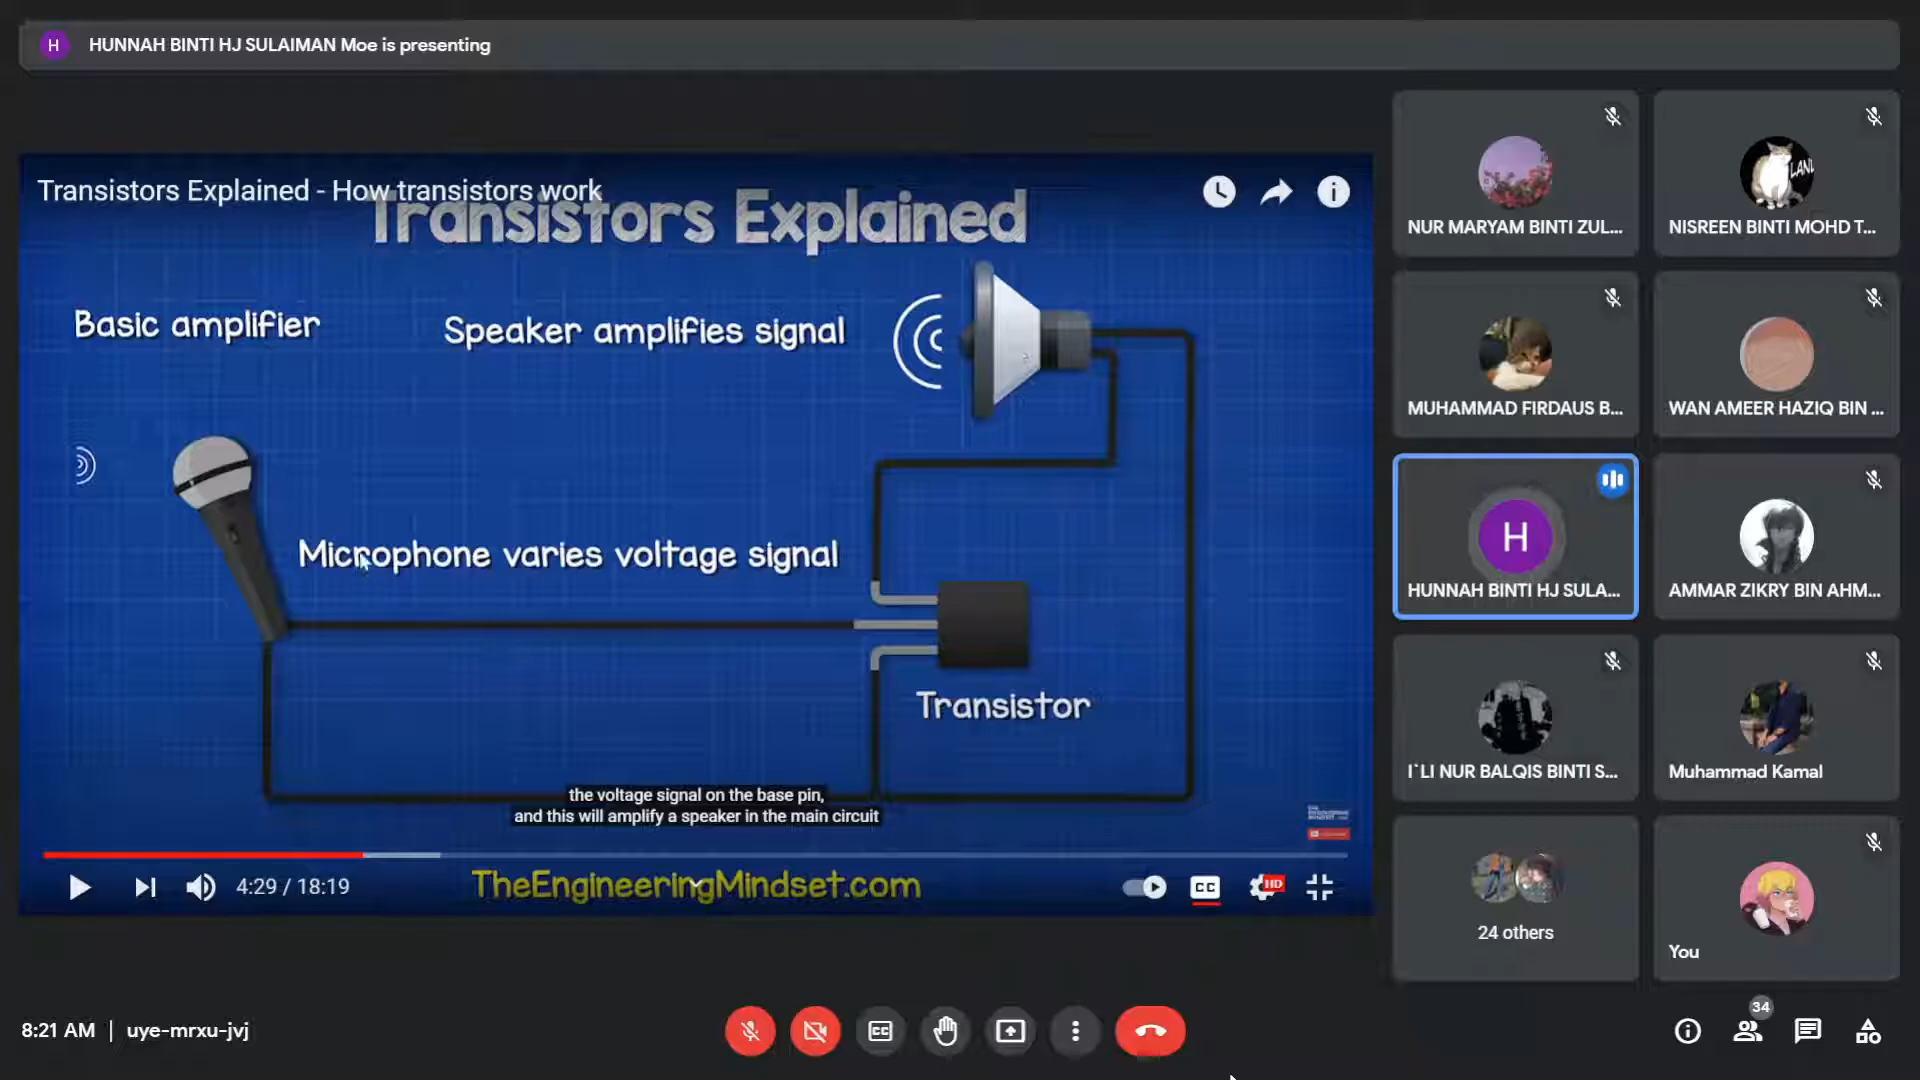 H HUNNAH BINTI HJ SULAIMAN Moe is presenting
Transistors Explained - How transistors work
Transistors Explained
Basic amplifier
Speaker amplifies signal
Microphone varies voltage signal
Transistor
the voltage signal on the base pin,
and this will amplify a speaker in the main circuit
4:29 / 18:19
TheEngineeringMindset.com
CC
HD
NUR MARYAM BINTI ZUL...
LANL
NISREEN BINTI MOHD T...
MUHAMMAD FIRDAUS B...
WAN AMEER HAZIQ BIN ...
H
HUNNAH BINTI HJ SULA...
AMMAR ZIKRY BIN AHM...
I`LI NUR BALQIS BINTI S...
Muhammad Kamal
24 others
You
8:21 AM | uye-mrxu-jvj
CC
34